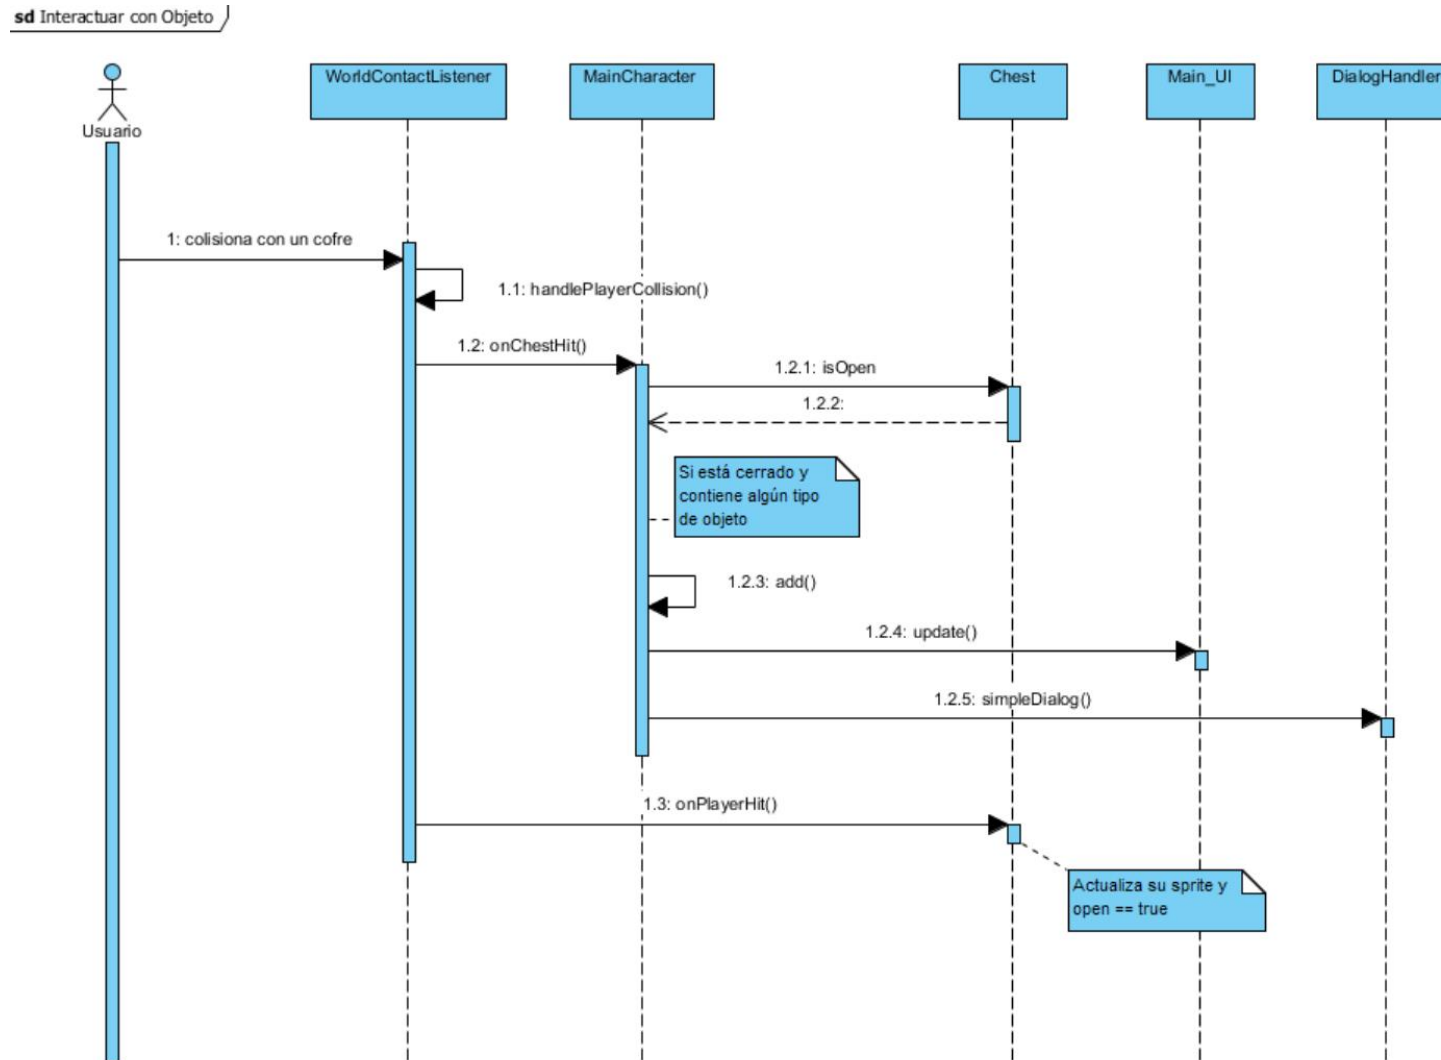 sd Interactuar con Objeto
WorldContactListener
MainCharacter
Chest
Main_UI
DialogHandler
Usuario
1: colisiona con un cofre
1.1: handlePlayerCollision()
1.2: onChestHit()
1.2.1: isOpen
1.2.2:
Si está cerrado y
contiene algún tipo
de objeto
1.2.3: add()
1.2.4: update()
1.2.5: simpleDialog()
1.3: onPlayerHit()
Actualiza su sprite y
open == true